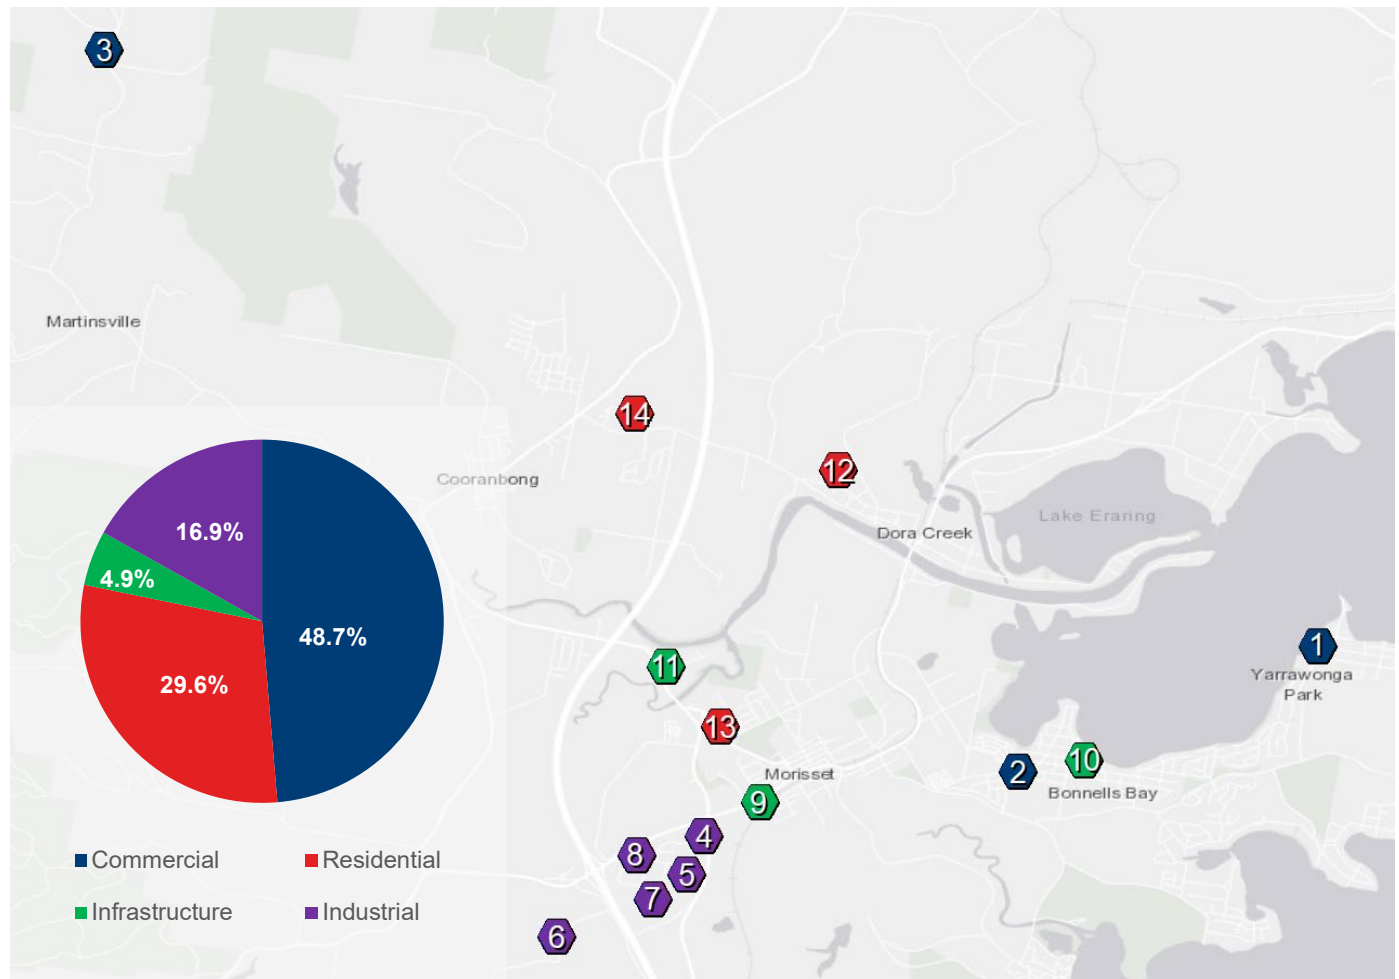 3
Martinsville
14
Cooranbong
12
Lake Eraring
Dora Creek
16.9%
4.9%
48.7%
29.6%
11
1
Yarrawonga
Park
13
Morisset
2
10
Bonnells Bay
9
4
8
5
7
6
Commercial
Residential
Infrastructure
Industrial